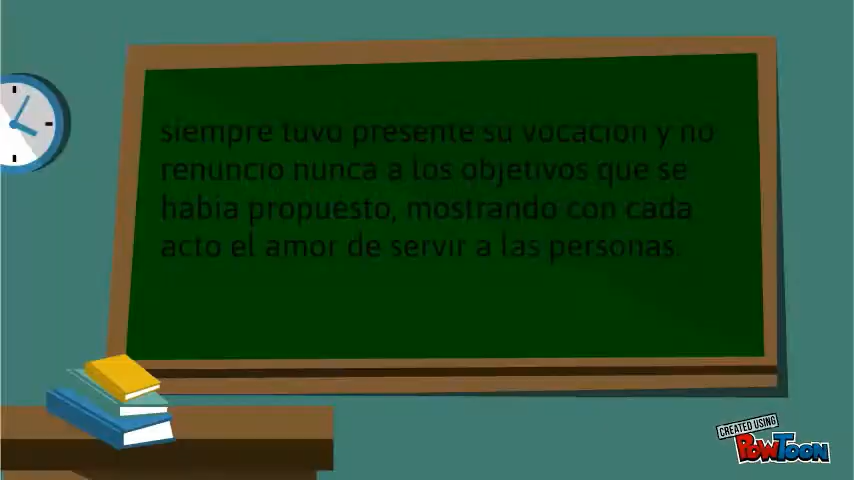 siempre tuvo presente su vocacion y no
renuncio nunca a los objetivos que se
habia propuesto, mostrando con cada
acto el amor de servir a las personas.
CREATED USING
POWTOON